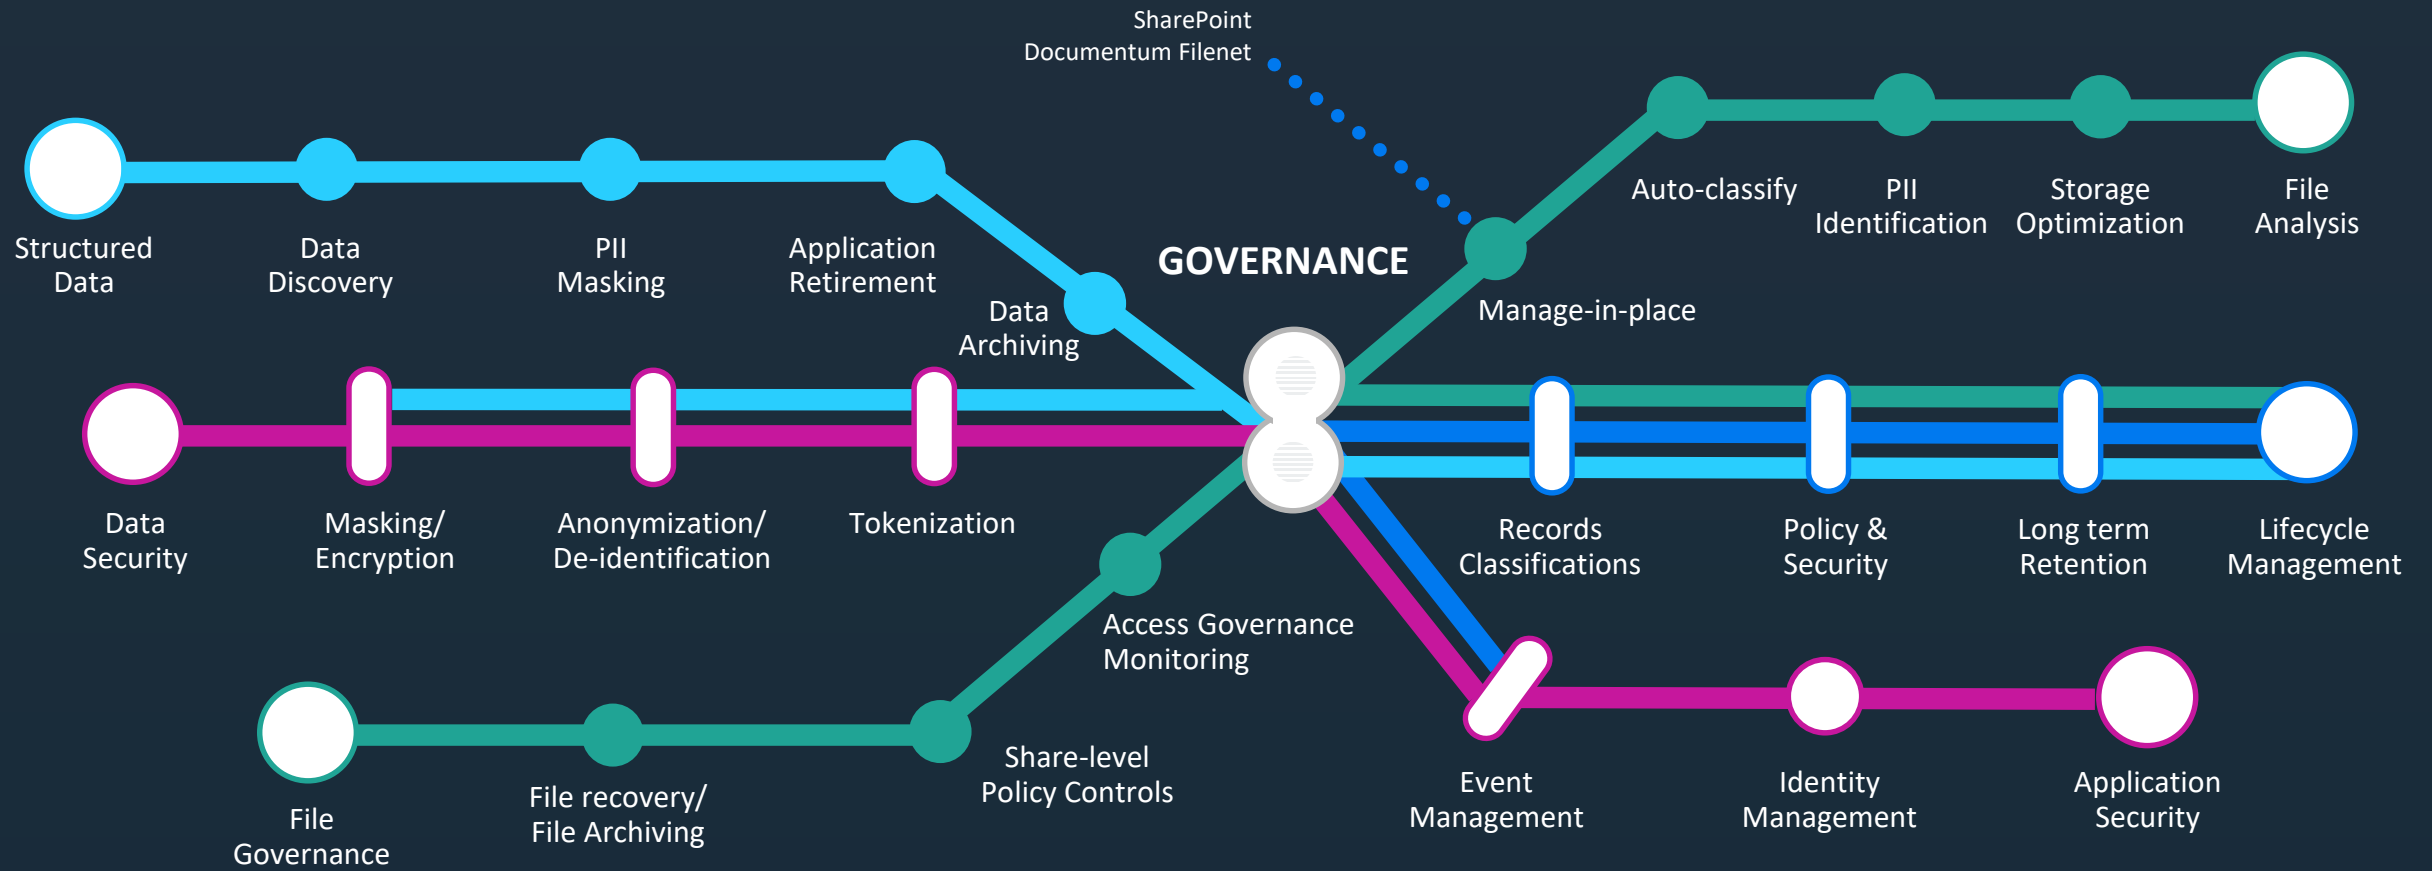 SharePoint
Documentum Filenet
Structured
Data
Data
Discovery
PII
Masking
Application
Retirement
Data
Archiving
GOVERNANCE
Manage-in-place
Auto-classify
PII
Identification
Storage
Optimization
File
Analysis
Data
Security
Masking/
Encryption
Anonymization/
De-identification
Tokenization
Records
Classifications
Policy &
Security
Long term
Retention
Lifecycle
Management
Access Governance
Monitoring
File
Governance
File recovery/
File Archiving
Share-level
Policy Controls
Event
Management
Identity
Management
Application
Security